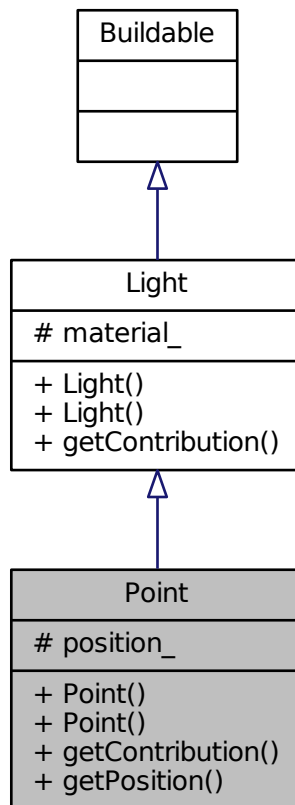 Buildable
Light
# material_
+ Light()
+ Light()
+ getContribution()
Point
# position_
+ Point()
+ Point()
+ getContribution()
+ getPosition()